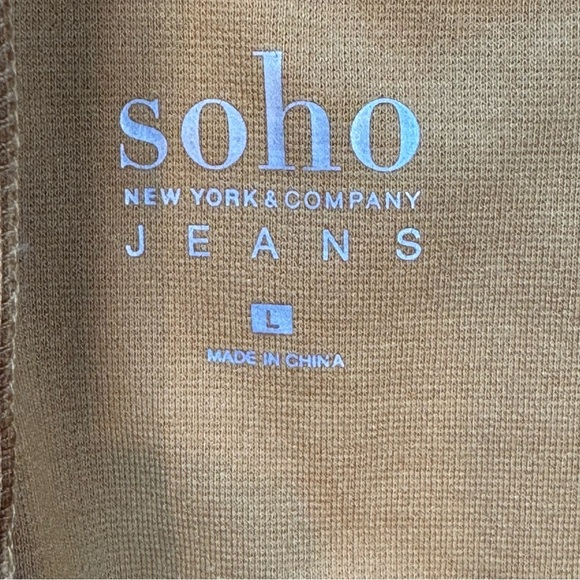 soho
NEW YORK & COMPANY
JEANS
L
MADE IN CHINA